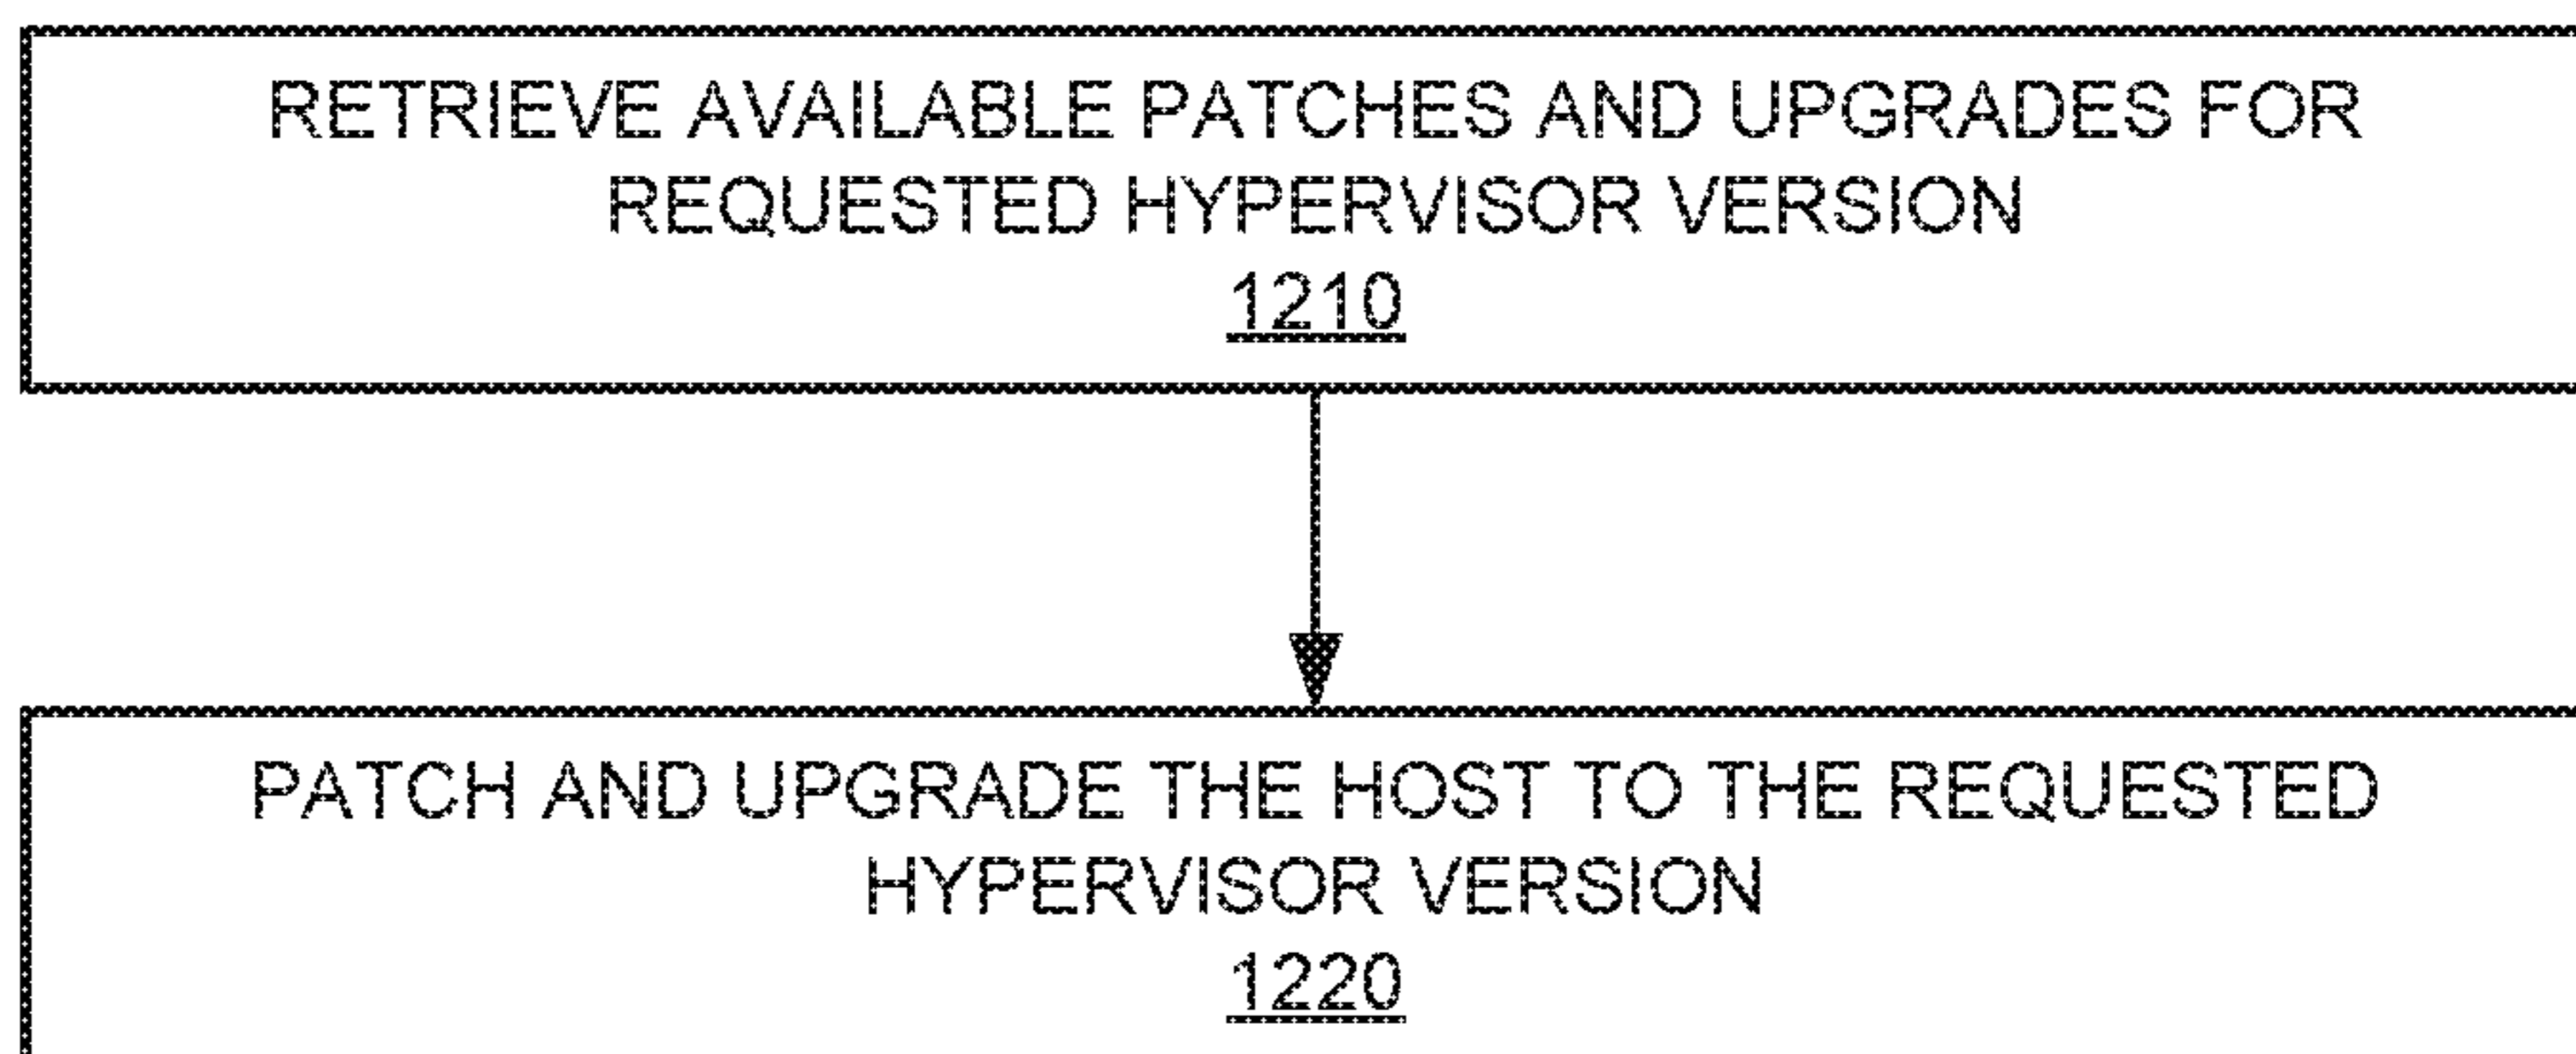 RETRIEVE AVAILABLE PATCHES AND UPGRADES FOR
REQUESTED HYPERVISOR VERSION
1210
PATCH AND UPGRADE THE HOST TO THE REQUESTED
HYPERVISOR VERSION
1220